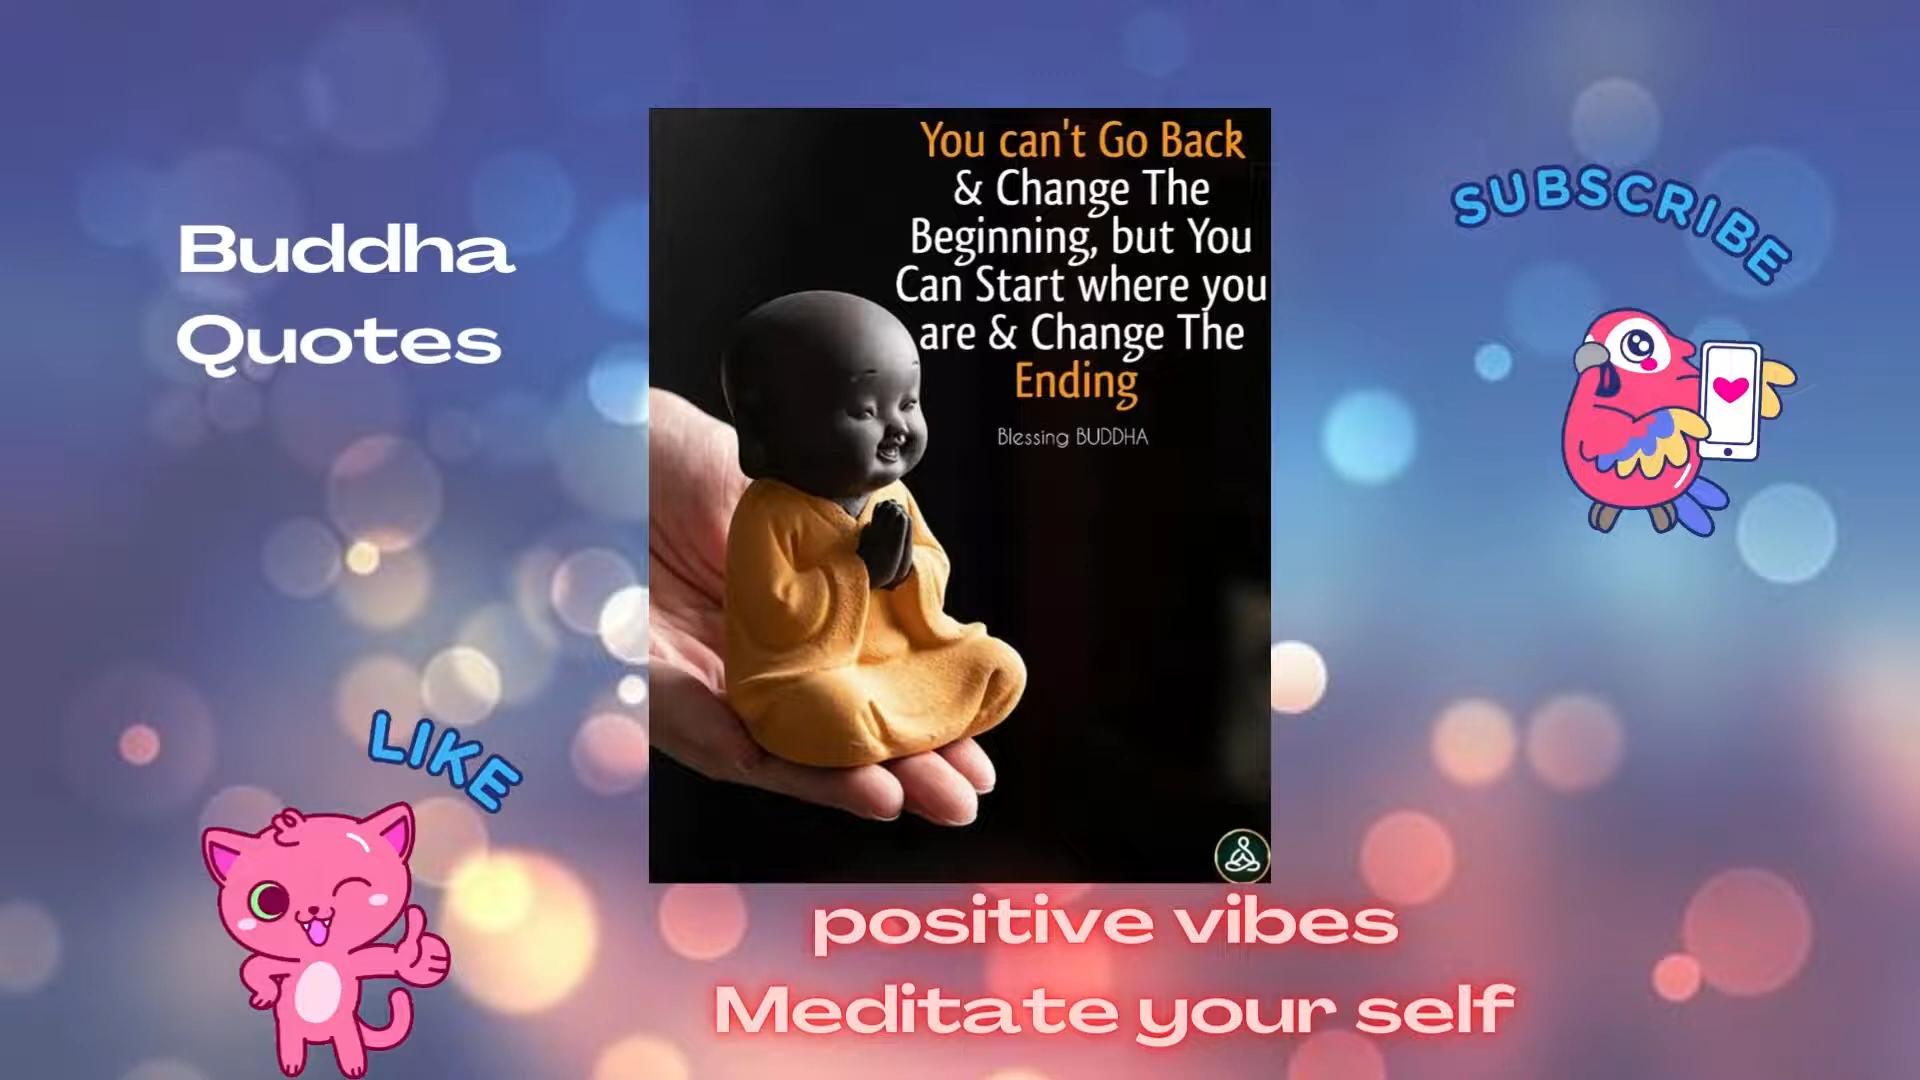 Buddha
Quotes
You can't Go Back
& Change The
Beginning, but You
Can Start where you
are & Change The
Ending
Blessing BUDDHA
SUBSCRIBE
LIKE
positive vibes
Meditate your self